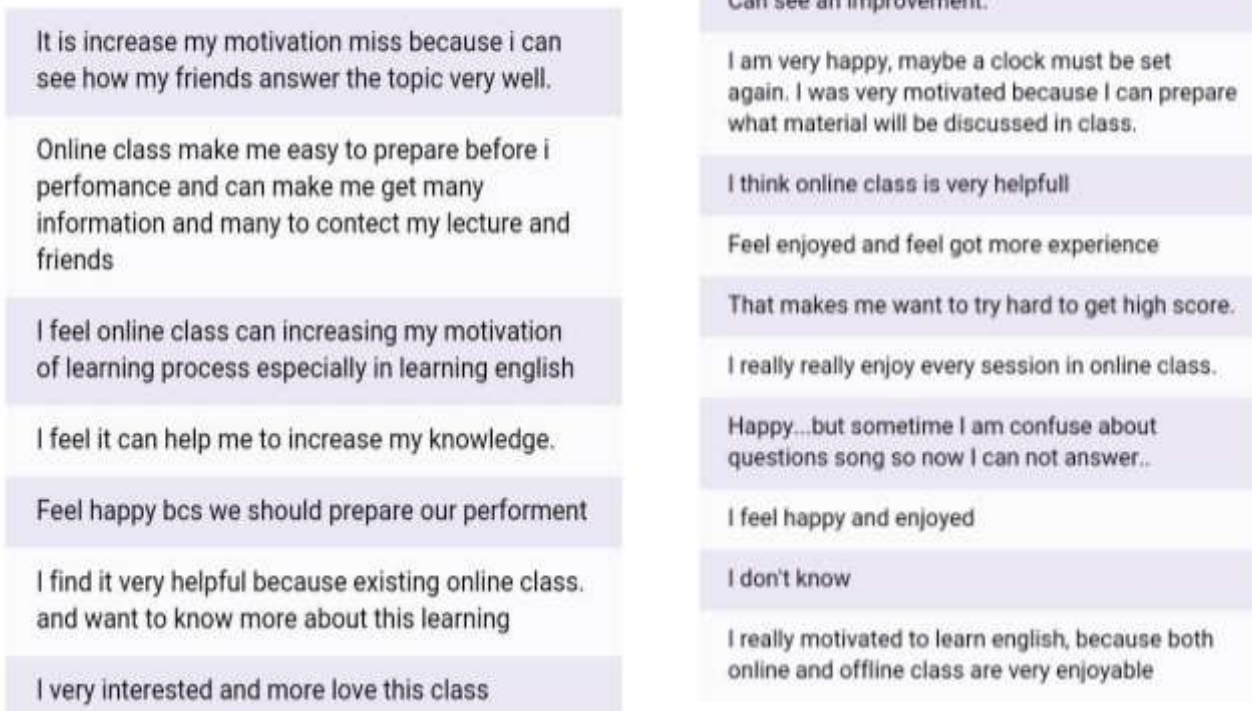 It is increase my motivation miss because i can
see how my friends answer the topic very well.
Online class make me easy to prepare before i
perfomance and can make me get many
information and many to contect my lecture and
friends
I feel online class can increasing my motivation
of learning process especially in learning english
I feel it can help me to increase my knowledge.
Feel happy bcs we should prepare our performent
I find it very helpful because existing online class.
and want to know more about this learning
I very interested and more love this class
Can see an improvement.
I am very happy, maybe a clock must be set
again. I was very motivated because I can prepare
what material will be discussed in class.
I think online class is very helpfull
Feel enjoyed and feel got more experience
That makes me want to try hard to get high score.
I really really enjoy every session in online class.
Happy...but sometime I am confuse about
questions song so now I can not answer..
I feel happy and enjoyed
I don't know
I really motivated to learn english, because both
online and offline class are very enjoyable